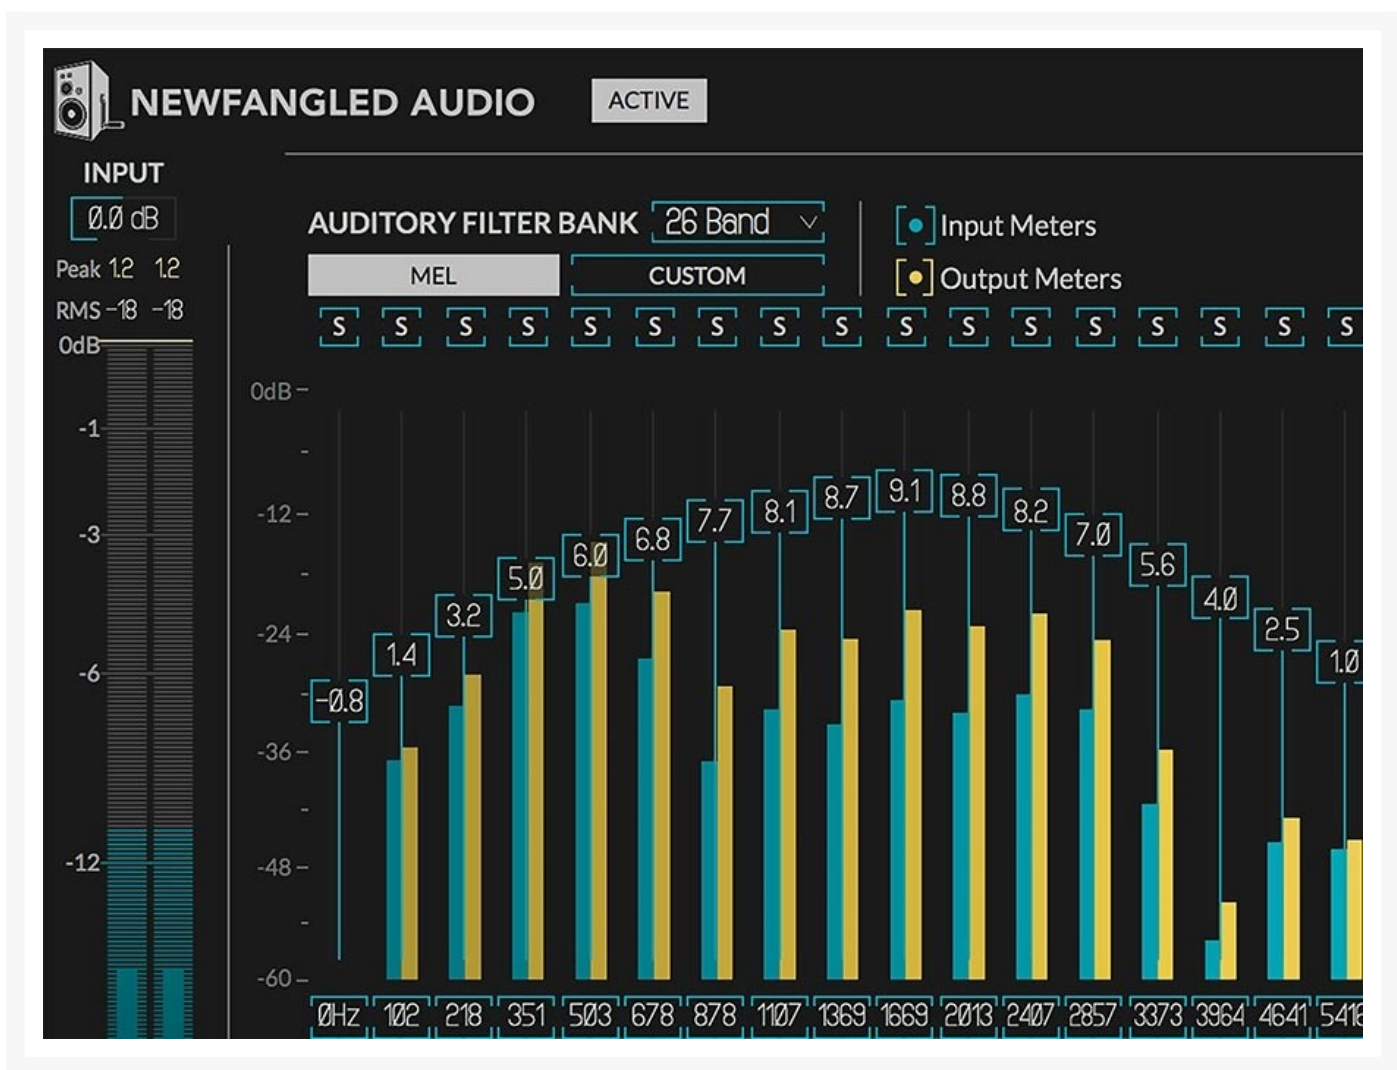 NEWFANGLED AUDIO ACTIVE
INPUT
0.0 dB
Peak 1.2 1.2
RMS -18 -18
0dB
-1
-3
-6
-12
AUDITORY FILTER BANK 26 Band
MEL CUSTOM
Input Meters
Output Meters
S S S S S S S S S S S S S S S S S
0dB
-12
-24
-36
-48
-60
-0.8 1.4 3.2 5.0 6.0 6.8 7.7 8.1 8.7 9.1 8.8 8.2 7.0 5.6 4.0 2.5 1.0
0Hz 102 218 351 503 678 878 1107 1369 1669 2013 2407 2857 3373 3964 4641 5416